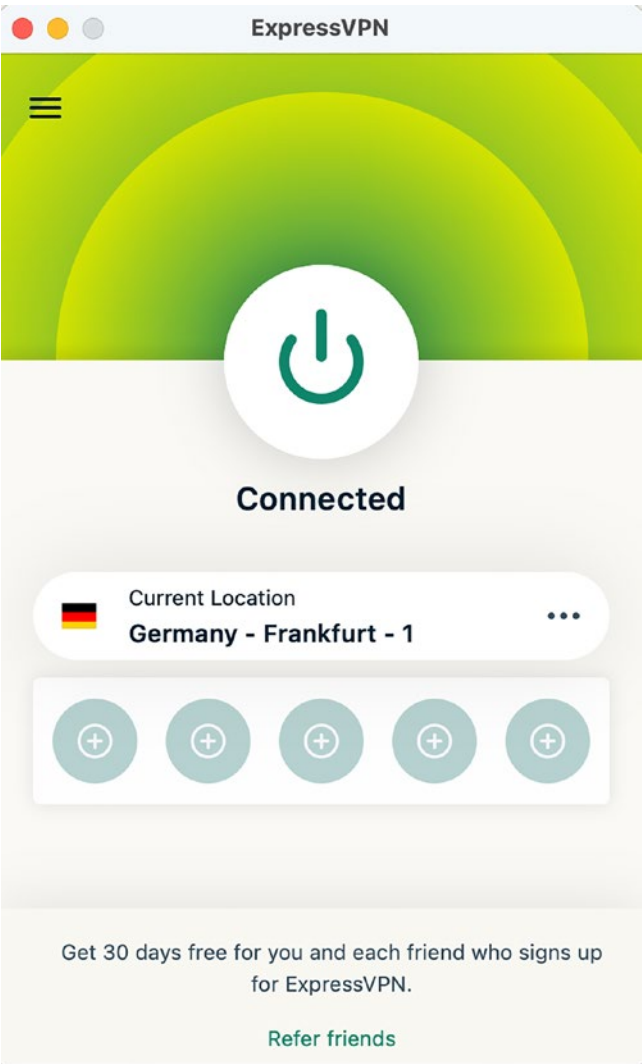 ExpressVPN
Connected
Current Location
Germany - Frankfurt - 1
Get 30 days free for you and each friend who signs up
for ExpressVPN.
Refer friends